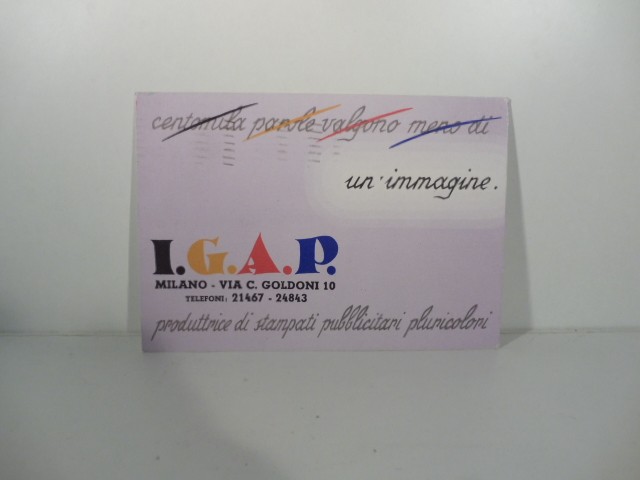 centomila parole valgono meno di
un'immagine.
I.G.A.P.
MILANO - VIA C. GOLDONI 10
TELEFONI: 21467 - 24843
produttrice di stampati pubblicitari pluricolori